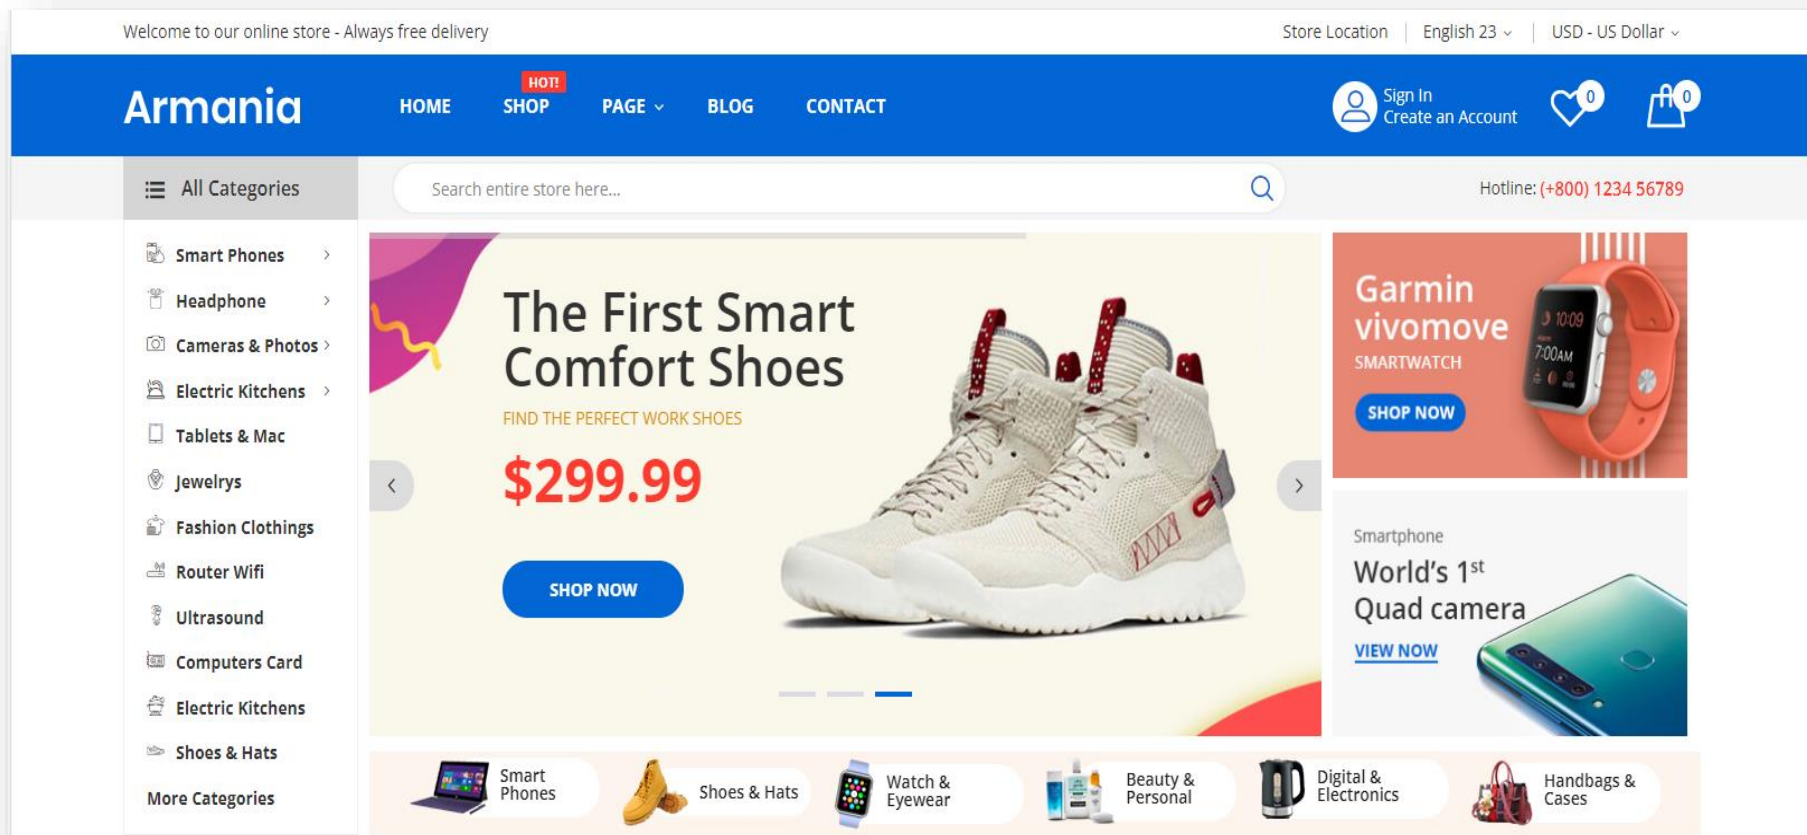 Welcome to our online store - Always free delivery
Store Location
English 23
USD - US Dollar
Armania
HOME
HOT!
SHOP
PAGE
BLOG
CONTACT
Sign In
Create an Account
0
0
All Categories
Search entire store here...
Hotline: (+800) 1234 56789
Smart Phones
Headphone
Cameras & Photos
Electric Kitchens
Tablets & Mac
Jewelrys
Fashion Clothings
Router Wifi
Ultrasound
Computers Card
Electric Kitchens
Shoes & Hats
More Categories
The First Smart
Comfort Shoes
FIND THE PERFECT WORK SHOES
$299.99
SHOP NOW
Garmin
vivomove
SMARTWATCH
SHOP NOW
10:09
7:00AM
Smartphone
World's 1st
Quad camera
VIEW NOW
Smart
Phones
Shoes & Hats
Watch &
Eyewear
Beauty &
Personal
Digital &
Electronics
Handbags &
Cases